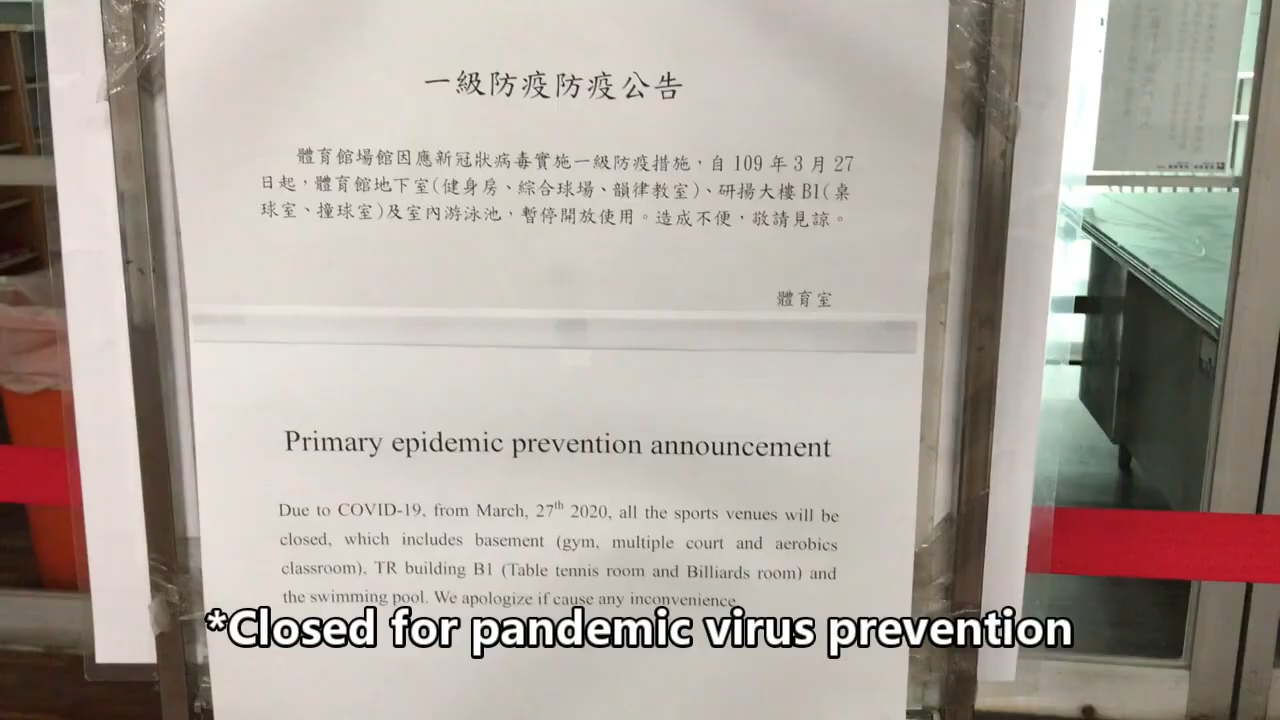 一級防疫防疫公告
體育館場館因應新冠狀病毒實施一級防疫措施，自 109 年 3 月 27
日起，體育館地下室(健身房、綜合球場、韻律教室)、研揚大樓 B1(桌
球室、撞球室)及室內游泳池，暫停開放使用。造成不便，敬請見諒。
體育室
Primary epidemic prevention announcement
Due to COVID-19, from March, 27th 2020, all the sports venues will be
closed, which includes basement (gym, multiple court and aerobics
classroom), TR building B1 (Table tennis room and Billiards room) and
the swimming pool. We apologize if cause any inconvenience.
*Closed for pandemic virus prevention